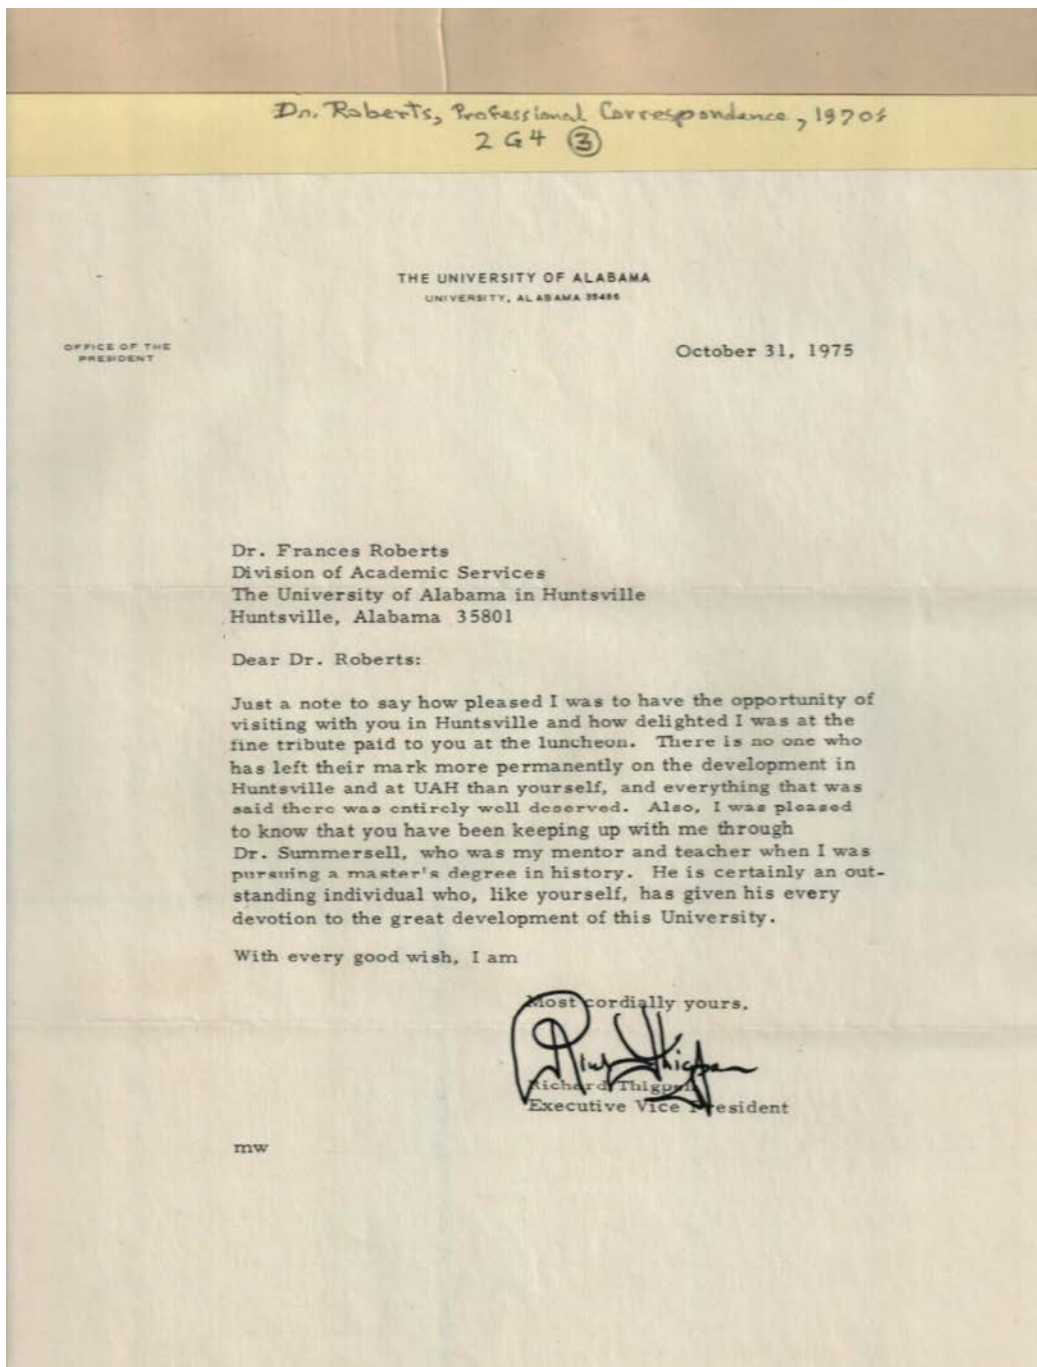 Dr. Roberts, Professional Correspondence, 1970s
2 G4 ③
THE UNIVERSITY OF ALABAMA
UNIVERSITY, ALABAMA 35486
OFFICE OF THE
PRESIDENT
October 31, 1975
Dr. Frances Roberts
Division of Academic Services
The University of Alabama in Huntsville
Huntsville, Alabama 35801
Dear Dr. Roberts:
Just a note to say how pleased I was to have the opportunity of
visiting with you in Huntsville and how delighted I was at the
fine tribute paid to you at the luncheon. There is no one who
has left their mark more permanently on the development in
Huntsville and at UAH than yourself, and everything that was
said there was entirely well deserved. Also, I was pleased
to know that you have been keeping up with me through
Dr. Summersell, who was my mentor and teacher when I was
pursuing a master's degree in history. He is certainly an out-
standing individual who, like yourself, has given his every
devotion to the great development of this University.
With every good wish, I am
Most cordially yours,
Richard Thigpen
Executive Vice President
mw